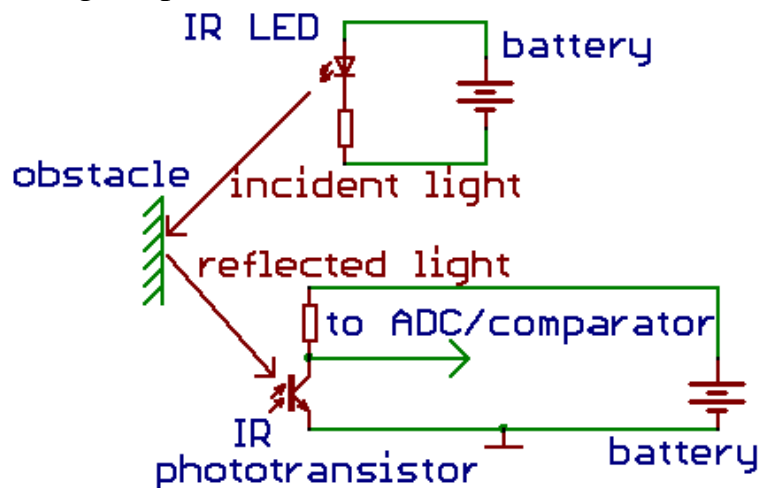 IR LED
battery
obstacle
incident light
reflected light
to ADC/comparator
IR
phototransistor
battery